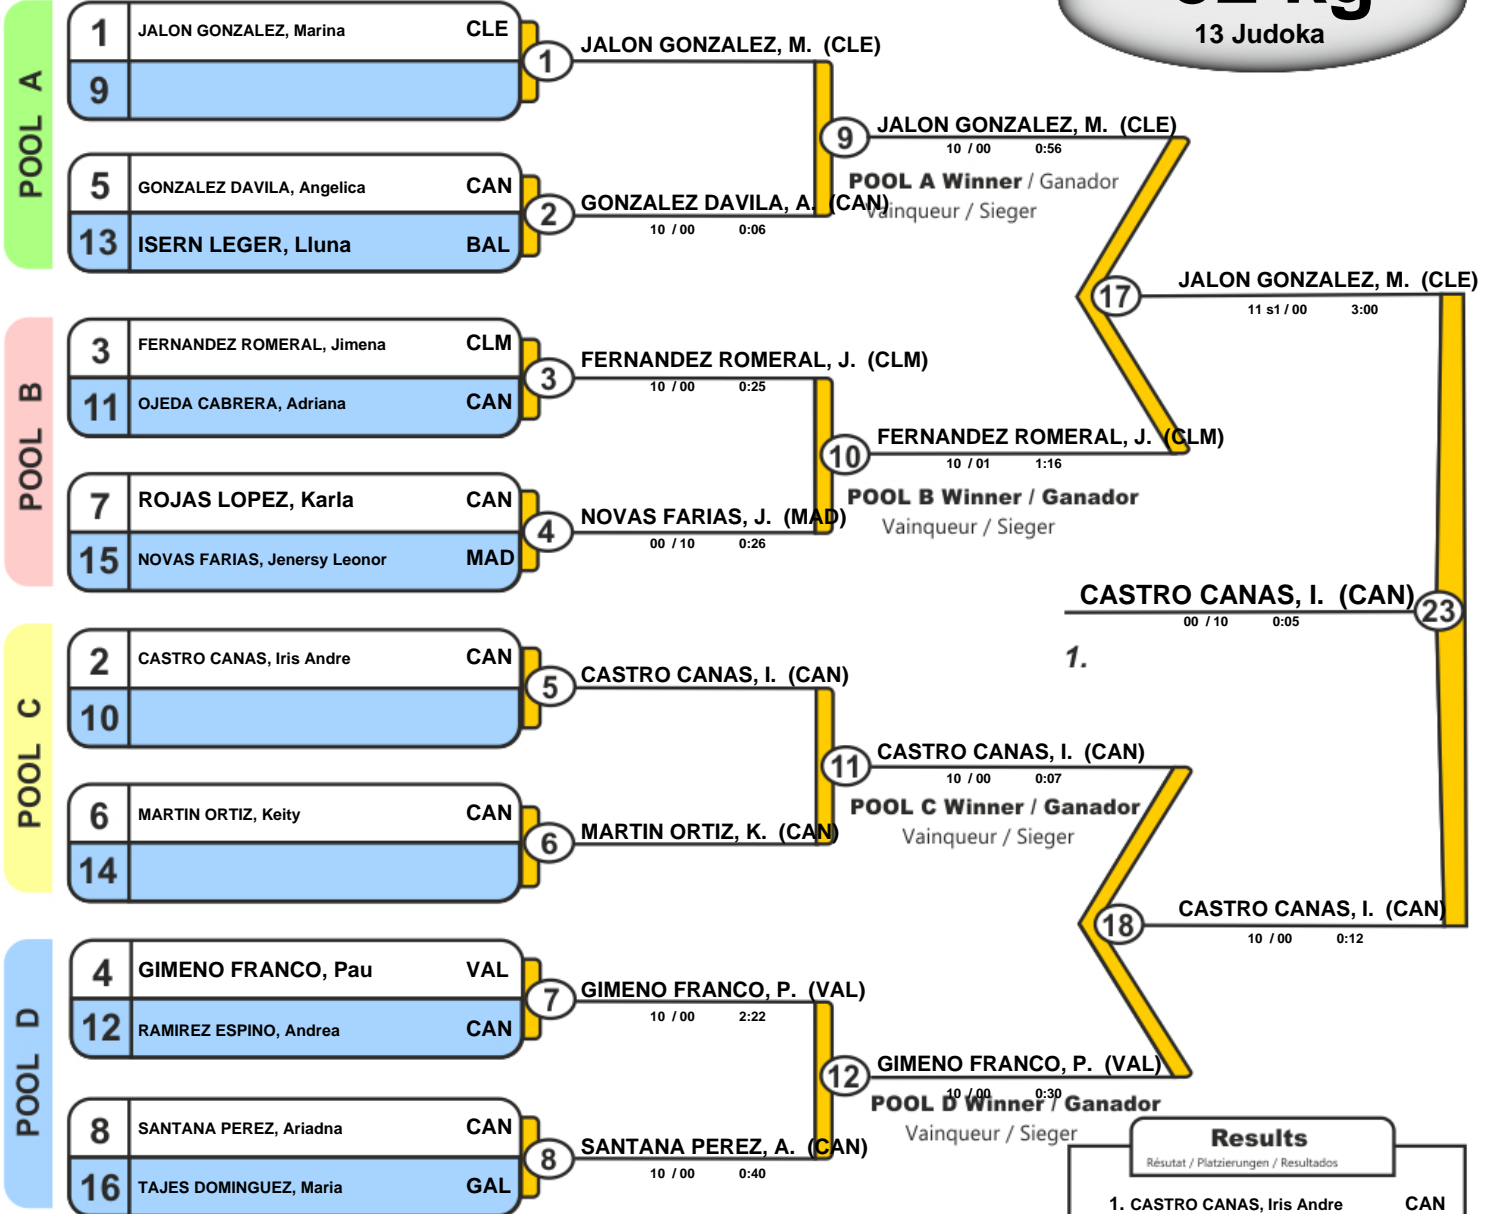 13 Judoka
POOL A
1 JALON GONZALEZ, Marina CLE
9
1
JALON GONZALEZ, M. (CLE)
5 GONZALEZ DAVILA, Angelica CAN
13 ISERN LEGER, Lluna BAL
2
GONZALEZ DAVILA, A. (CAN)
10 / 00 0:06
9
JALON GONZALEZ, M. (CLE)
10 / 00 0:56
POOL A Winner / Ganador
Vainqueur / Sieger
POOL B
3 FERNANDEZ ROMERAL, Jimena CLM
11 OJEDA CABRERA, Adriana CAN
3
FERNANDEZ ROMERAL, J. (CLM)
10 / 00 0:25
7 ROJAS LOPEZ, Karla CAN
15 NOVAS FARIAS, Jenersy Leonor MAD
4
NOVAS FARIAS, J. (MAD)
00 / 10 0:26
10
FERNANDEZ ROMERAL, J. (CLM)
10 / 01 1:16
POOL B Winner / Ganador
Vainqueur / Sieger
17
JALON GONZALEZ, M. (CLE)
11 s1 / 00 3:00
CASTRO CANAS, I. (CAN)
23
00 / 10 0:05
1.
POOL C
2 CASTRO CANAS, Iris Andre CAN
10
5
CASTRO CANAS, I. (CAN)
6 MARTIN ORTIZ, Keity CAN
14
6
MARTIN ORTIZ, K. (CAN)
11
CASTRO CANAS, I. (CAN)
10 / 00 0:07
POOL C Winner / Ganador
Vainqueur / Sieger
18
CASTRO CANAS, I. (CAN)
10 / 00 0:12
POOL D
4 GIMENO FRANCO, Pau VAL
12 RAMIREZ ESPINO, Andrea CAN
7
GIMENO FRANCO, P. (VAL)
10 / 00 2:22
8 SANTANA PEREZ, Ariadna CAN
16 TAJES DOMINGUEZ, Maria GAL
8
SANTANA PEREZ, A. (CAN)
10 / 00 0:40
12
GIMENO FRANCO, P. (VAL)
10 / 00 0:30
POOL D Winner / Ganador
Vainqueur / Sieger
Results
Résutat / Platzierungen / Resultados
1. CASTRO CANAS, Iris Andre CAN